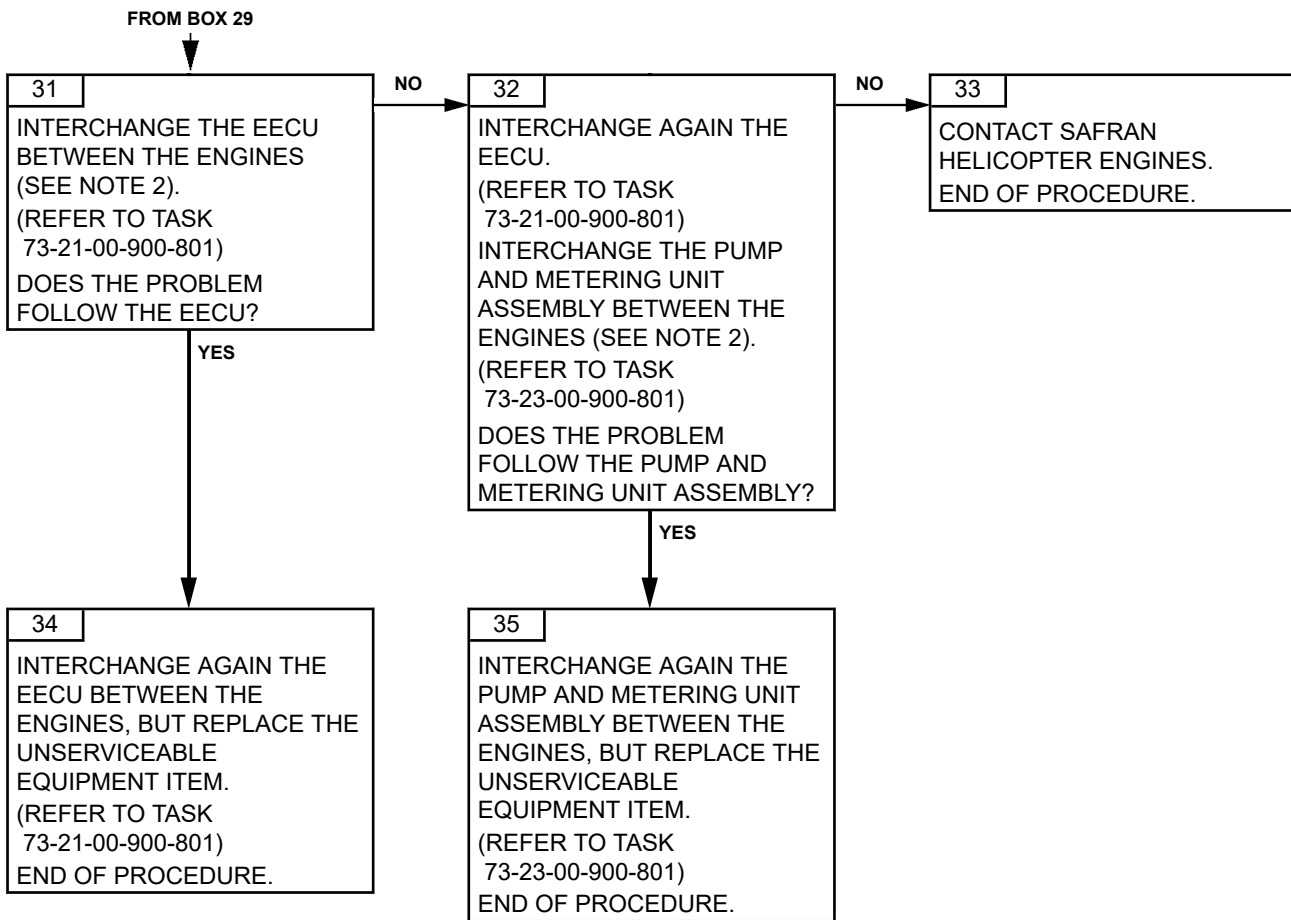 FROM BOX 29
31
INTERCHANGE THE EECU
BETWEEN THE ENGINES
(SEE NOTE 2).
(REFER TO TASK
73-21-00-900-801)
DOES THE PROBLEM
FOLLOW THE EECU?
NO
YES
32
INTERCHANGE AGAIN THE
EECU.
(REFER TO TASK
73-21-00-900-801)
INTERCHANGE THE PUMP
AND METERING UNIT
ASSEMBLY BETWEEN THE
ENGINES (SEE NOTE 2).
(REFER TO TASK
73-23-00-900-801)
DOES THE PROBLEM
FOLLOW THE PUMP AND
METERING UNIT ASSEMBLY?
NO
YES
33
CONTACT SAFRAN
HELICOPTER ENGINES.
END OF PROCEDURE.
34
INTERCHANGE AGAIN THE
EECU BETWEEN THE
ENGINES, BUT REPLACE THE
UNSERVICEABLE
EQUIPMENT ITEM.
(REFER TO TASK
73-21-00-900-801)
END OF PROCEDURE.
35
INTERCHANGE AGAIN THE
PUMP AND METERING UNIT
ASSEMBLY BETWEEN THE
ENGINES, BUT REPLACE THE
UNSERVICEABLE
EQUIPMENT ITEM.
(REFER TO TASK
73-23-00-900-801)
END OF PROCEDURE.